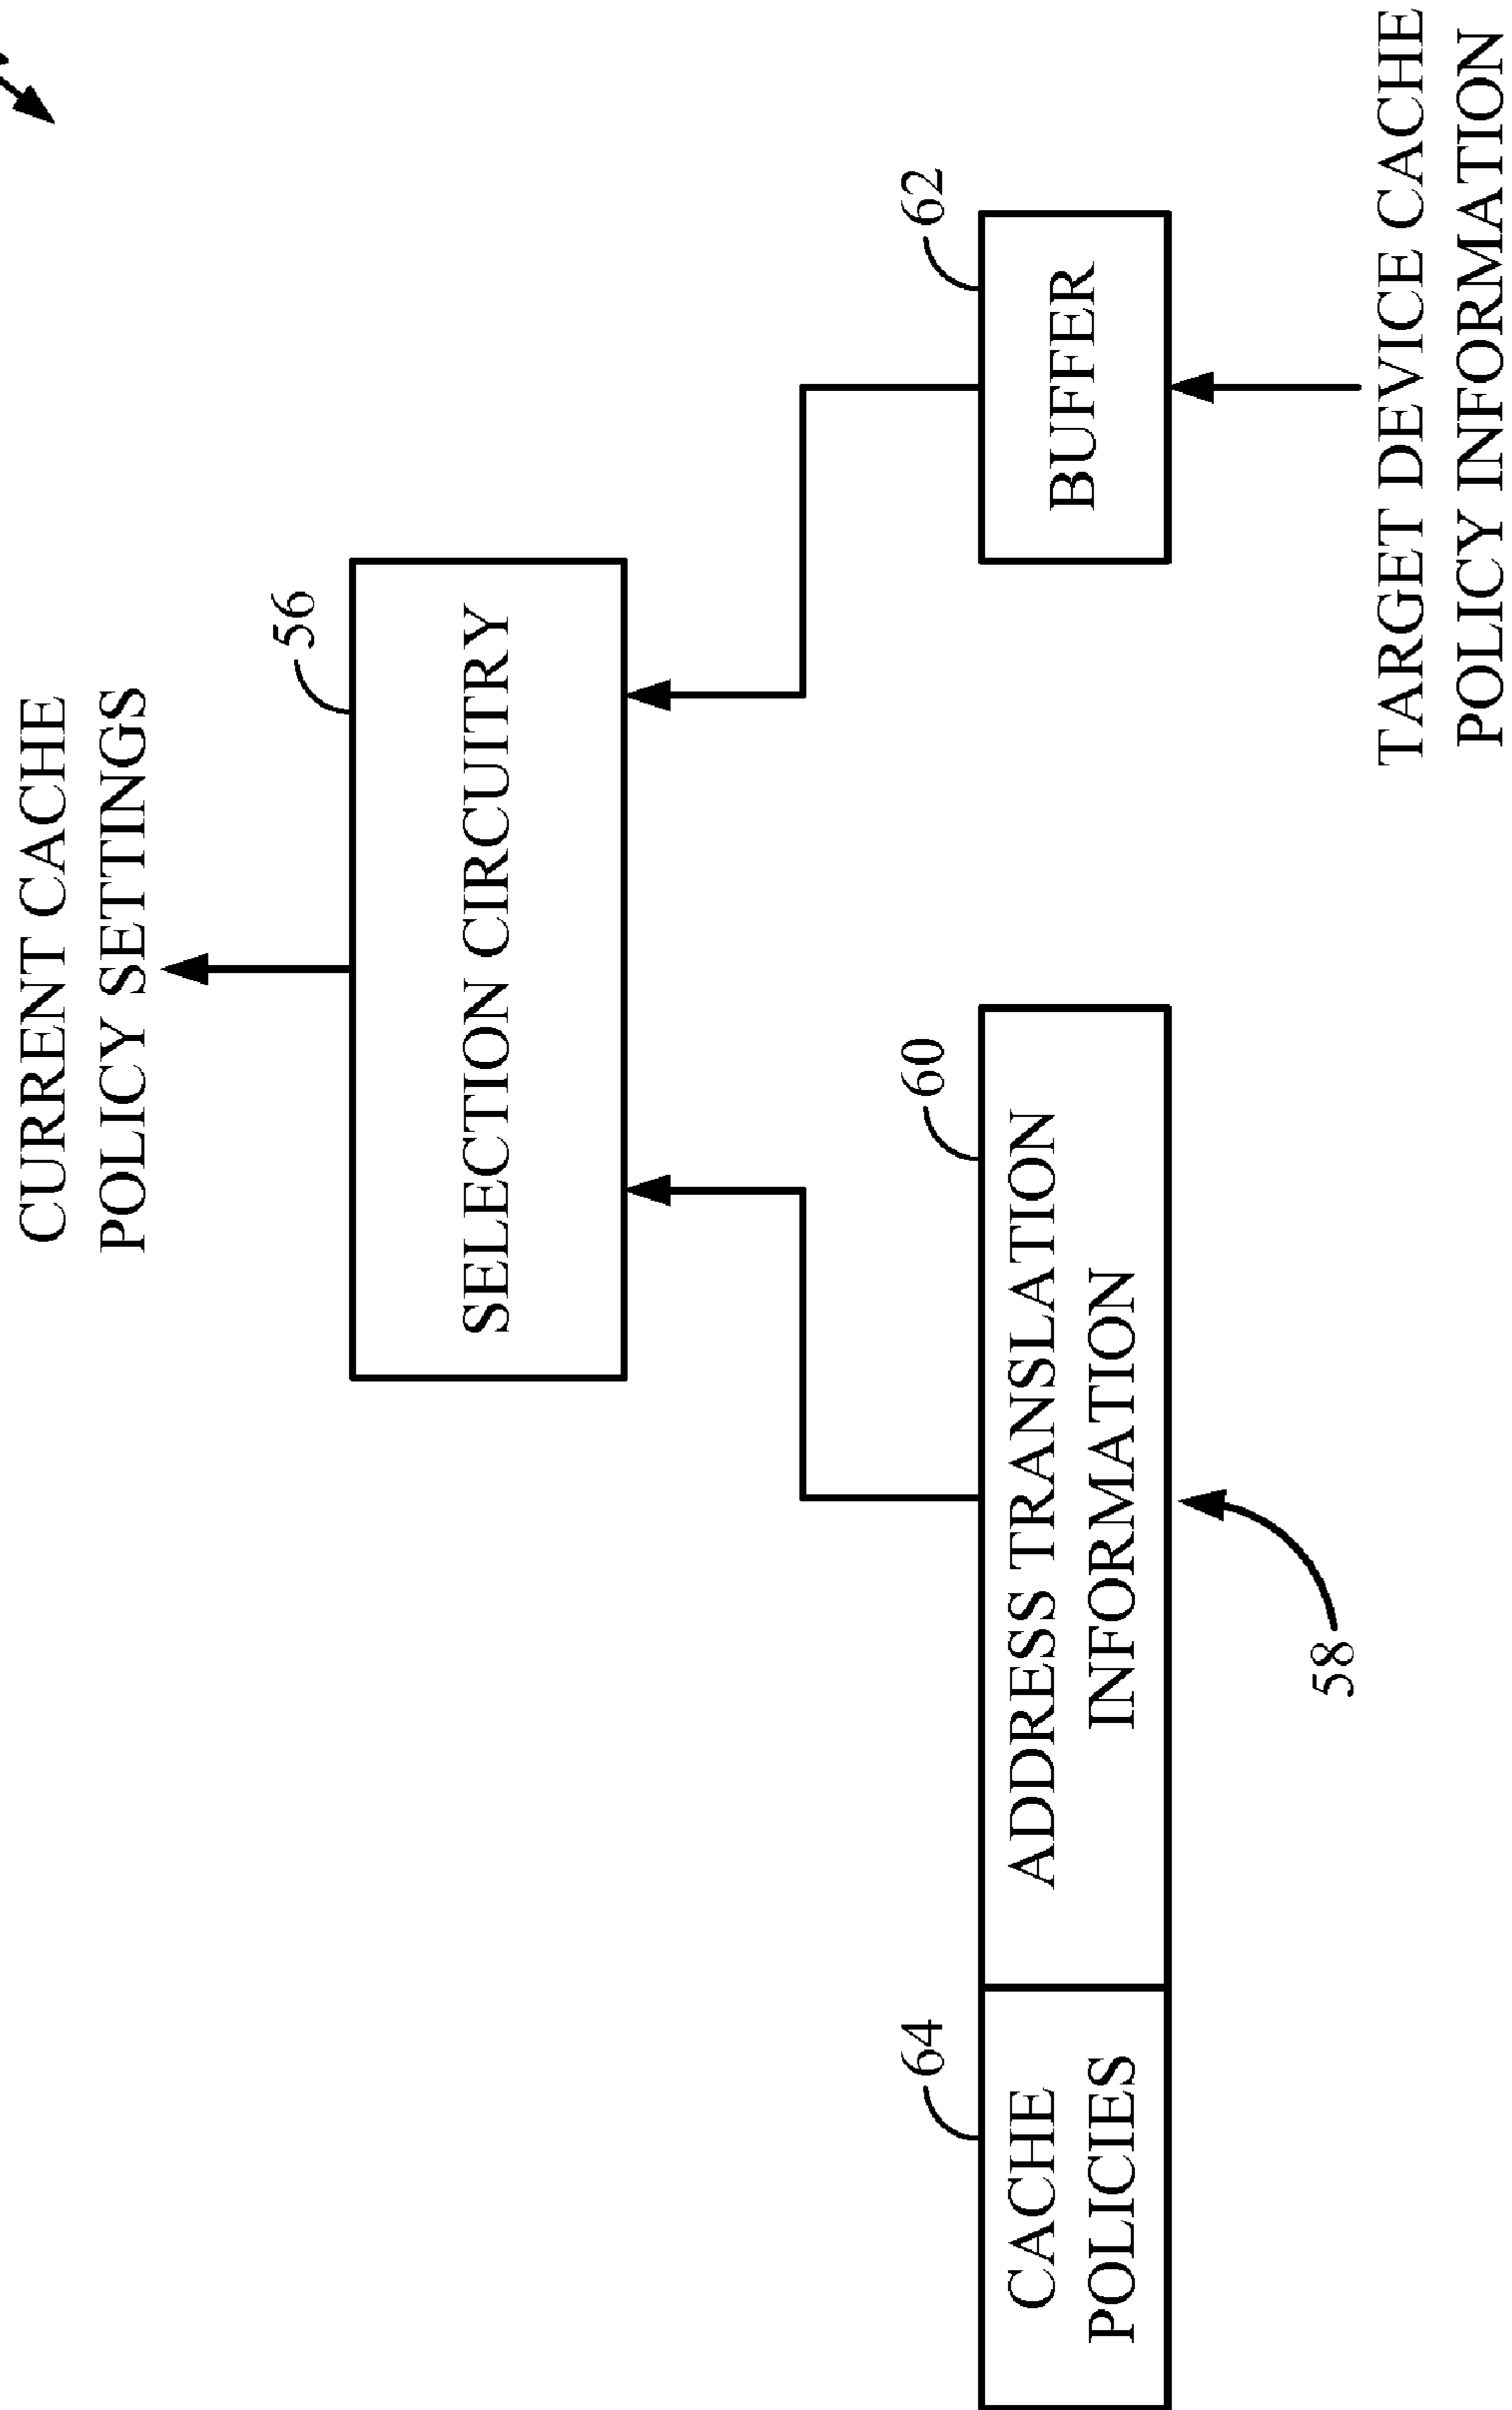 CURRENT CACHE
POLICY SETTINGS
56
SELECTION CIRCUITRY
64
60
62
CACHE
POLICIES
ADDRESS TRANSLATION
INFORMATION
BUFFER
58
TARGET DEVICE CACHE
POLICY INFORMATION